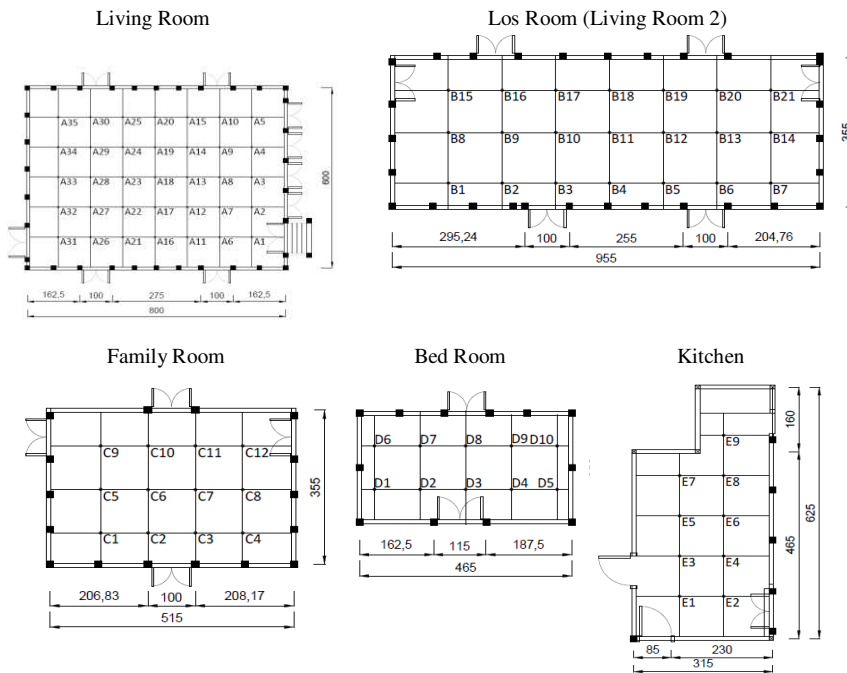 Living Room
Los Room (Living Room 2)
A35 A30 A25 A20 A15 A10 A5
A34 A29 A24 A19 A14 A9 A4
A33 A28 A23 A18 A13 A8 A3
A32 A27 A22 A17 A12 A7 A2
A31 A26 A21 A16 A11 A6 A1
600
162,5 100 275 100 162,5
800
B15 B16 B17 B18 B19 B20 B21
B8 B9 B10 B11 B12 B13 B14
B1 B2 B3 B4 B5 B6 B7
355
295,24 100 255 100 204,76
955
Family Room
Bed Room
Kitchen
C9 C10 C11 C12
C5 C6 C7 C8
C1 C2 C3 C4
355
206,83 100 208,17
515
D6 D7 D8 D9 D10
D1 D2 D3 D4 D5
162,5 115 187,5
465
E9
E7 E8
E5 E6
E3 E4
E1 E2
160
465
625
85 230
315